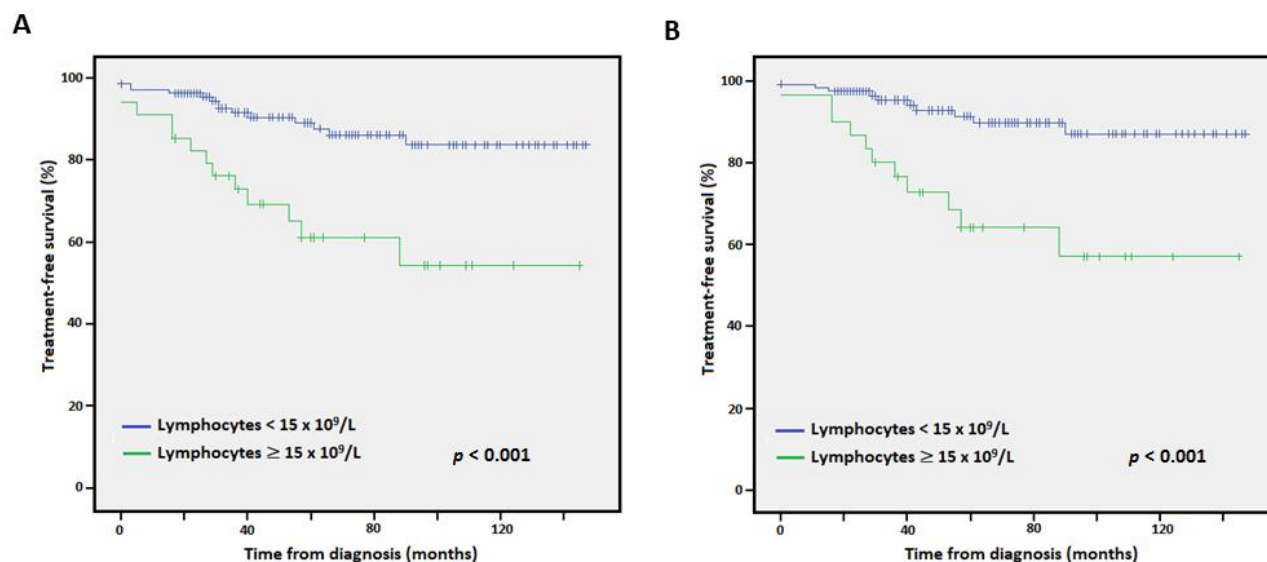 A
100
80
60
40
20
0
Treatment-free survival (%)
Lymphocytes < 15 x 10⁹/L
Lymphocytes ≥ 15 x 10⁹/L
p < 0.001
0 40 80 120
Time from diagnosis (months)
B
100
80
60
40
20
0
Treatment-free survival (%)
Lymphocytes < 15 x 10⁹/L
Lymphocytes ≥ 15 x 10⁹/L
p < 0.001
0 40 80 120
Time from diagnosis (months)